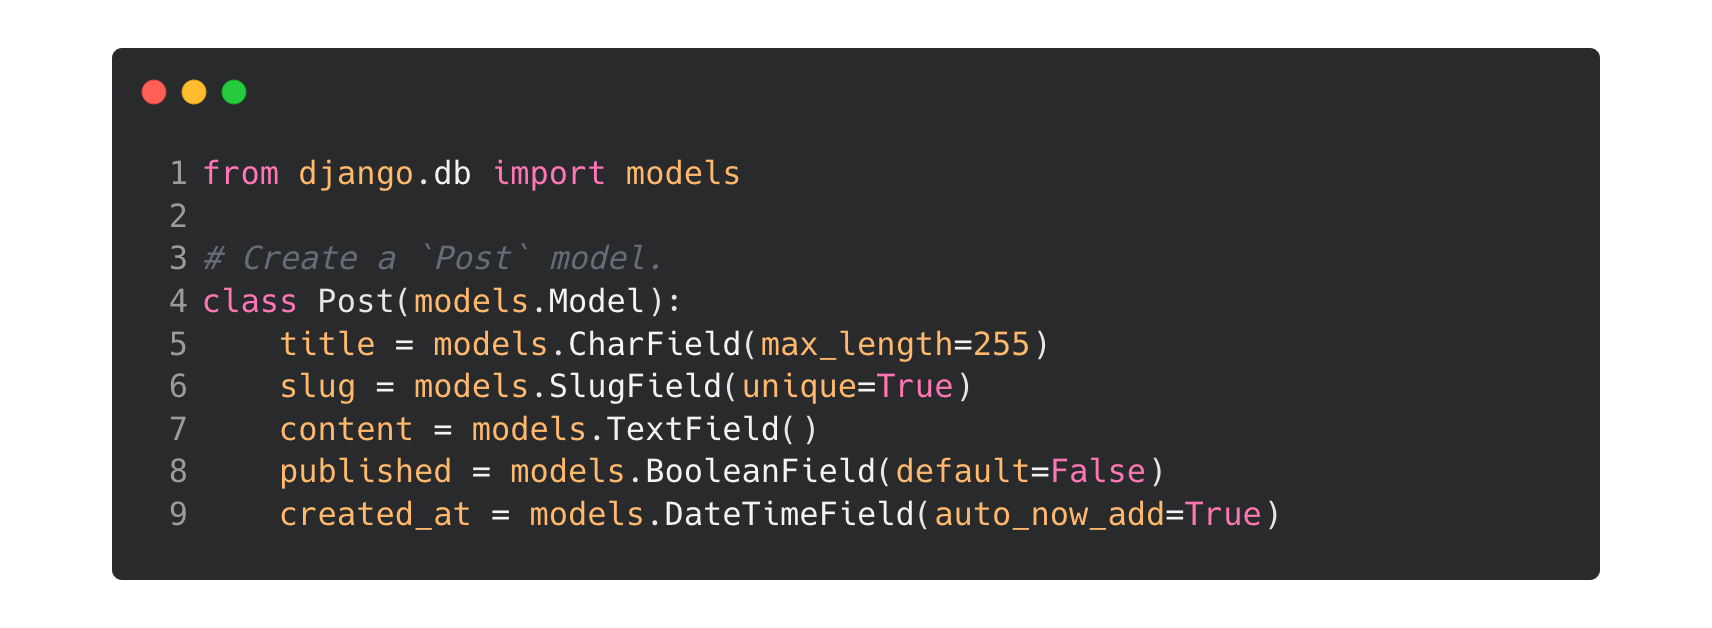 1 from django.db import models
2
3 # Create a `Post` model.
4 class Post(models.Model):
5     title = models.CharField(max_length=255)
6     slug = models.SlugField(unique=True)
7     content = models.TextField()
8     published = models.BooleanField(default=False)
9     created_at = models.DateTimeField(auto_now_add=True)